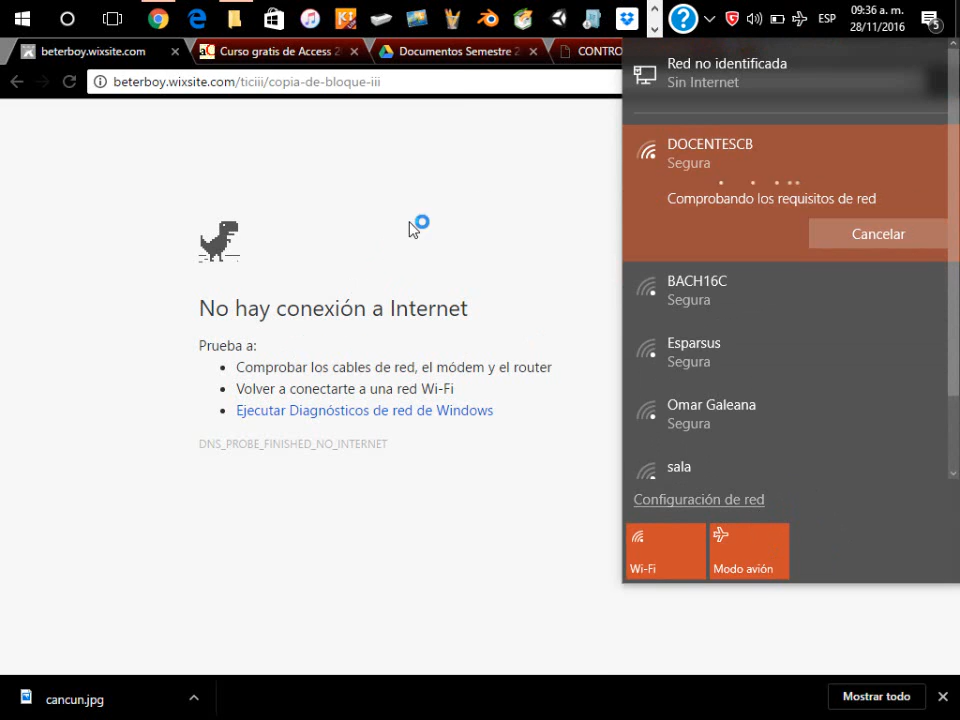 ESP
09:36 a. m.
28/11/2016
5
beterboy.wixsite.com
Curso gratis de Access 2
Documentos Semestre 2
CONTRO
beterboy.wixsite.com/ticiii/copia-de-bloque-iii
Red no identificada
Sin Internet
DOCENTESCB
Segura
Comprobando los requisitos de red
Cancelar
BACH16C
Segura
Esparsus
Segura
Omar Galeana
Segura
sala
Configuración de red
Wi-Fi
Modo avión
No hay conexión a Internet
Prueba a:
Comprobar los cables de red, el módem y el router
Volver a conectarte a una red Wi-Fi
Ejecutar Diagnósticos de red de Windows
DNS_PROBE_FINISHED_NO_INTERNET
cancun.jpg
Mostrar todo